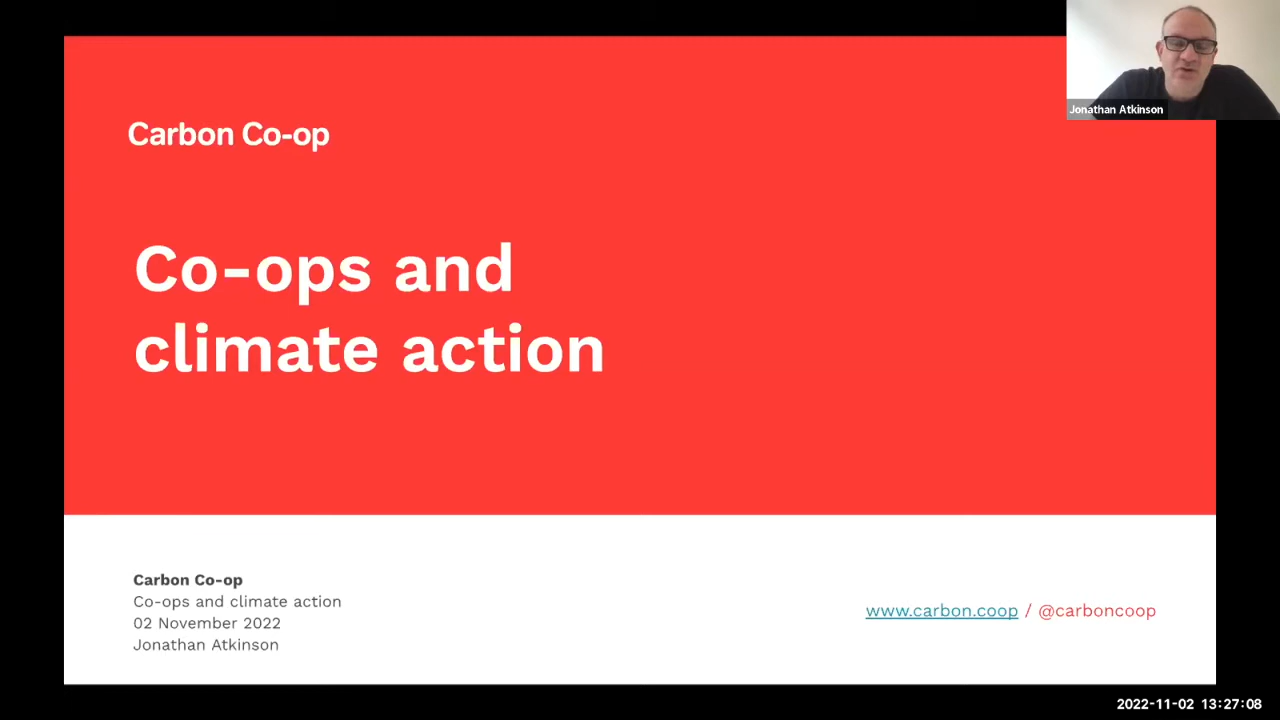 Jonathan Atkinson
Carbon Co-op
Co-ops and
climate action
Carbon Co-op
Co-ops and climate action
02 November 2022
Jonathan Atkinson
www.carbon.coop / @carboncoop
2022-11-02 13:27:08